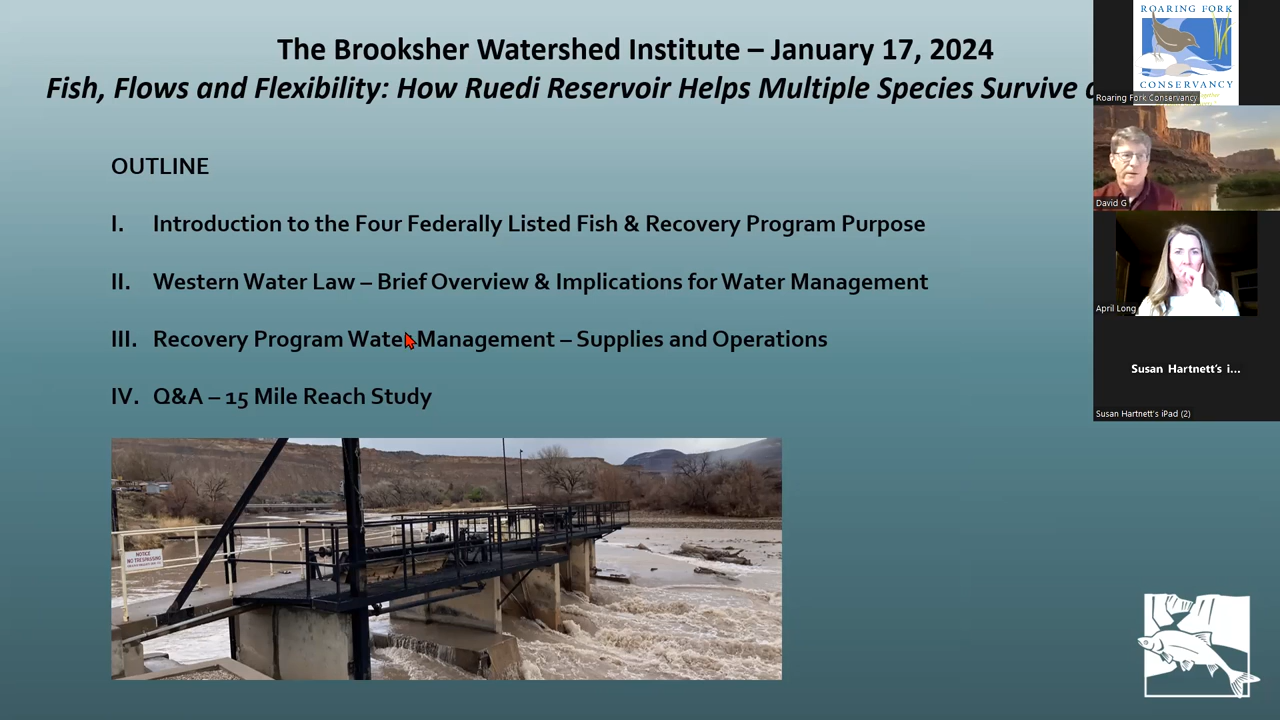 The Brooksher Watershed Institute – January 17, 2024
Fish, Flows and Flexibility: How Ruedi Reservoir Helps Multiple Species Survive
OUTLINE
I. Introduction to the Four Federally Listed Fish & Recovery Program Purpose
II. Western Water Law – Brief Overview & Implications for Water Management
III. Recovery Program Water Management – Supplies and Operations
IV. Q&A – 15 Mile Reach Study
NOTICE
NO TRESPASSING
ROARING FORK
CONSERVANCY
Roaring Fork Conservancy
David G
April Long
Susan Hartnett's i...
Susan Hartnett's iPad (2)